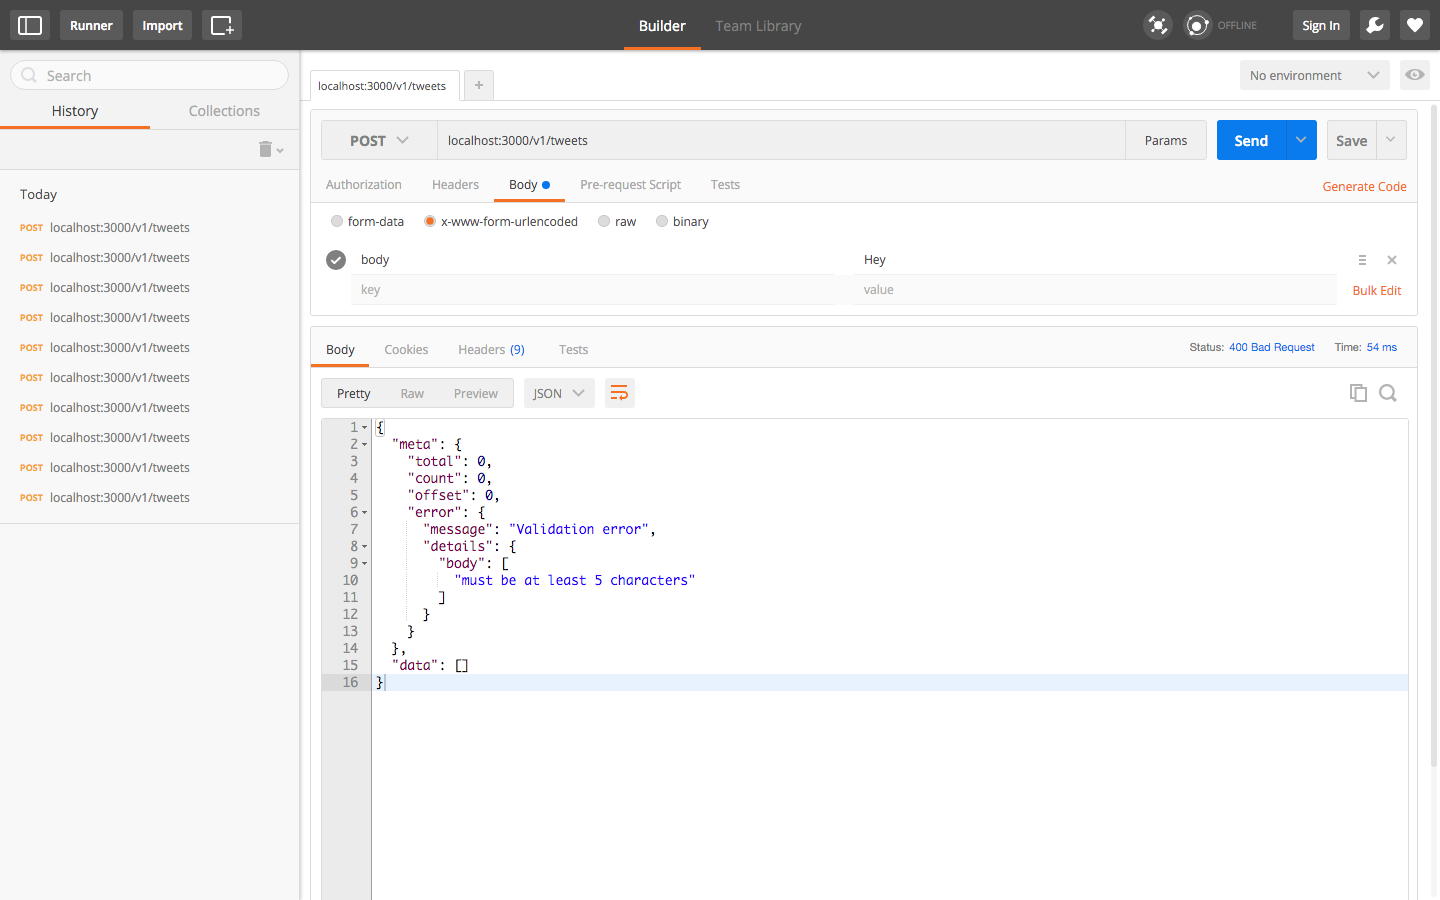 Runner Import Builder Team Library OFFLINE Sign In
Search
History Collections
Today
POST localhost:3000/v1/tweets
POST localhost:3000/v1/tweets
POST localhost:3000/v1/tweets
POST localhost:3000/v1/tweets
POST localhost:3000/v1/tweets
POST localhost:3000/v1/tweets
POST localhost:3000/v1/tweets
POST localhost:3000/v1/tweets
POST localhost:3000/v1/tweets
POST localhost:3000/v1/tweets
localhost:3000/v1/tweets + No environment
POST localhost:3000/v1/tweets Params Send Save
Authorization Headers Body Pre-request Script Tests Generate Code
form-data x-www-form-urlencoded raw binary
body Hey
key value Bulk Edit
Body Cookies Headers (9) Tests Status: 400 Bad Request Time: 54 ms
Pretty Raw Preview JSON
1 {
2 "meta": {
3 "total": 0,
4 "count": 0,
5 "offset": 0,
6 "error": {
7 "message": "Validation error",
8 "details": {
9 "body": [
10 "must be at least 5 characters"
11 ]
12 }
13 }
14 },
15 "data": []
16 }